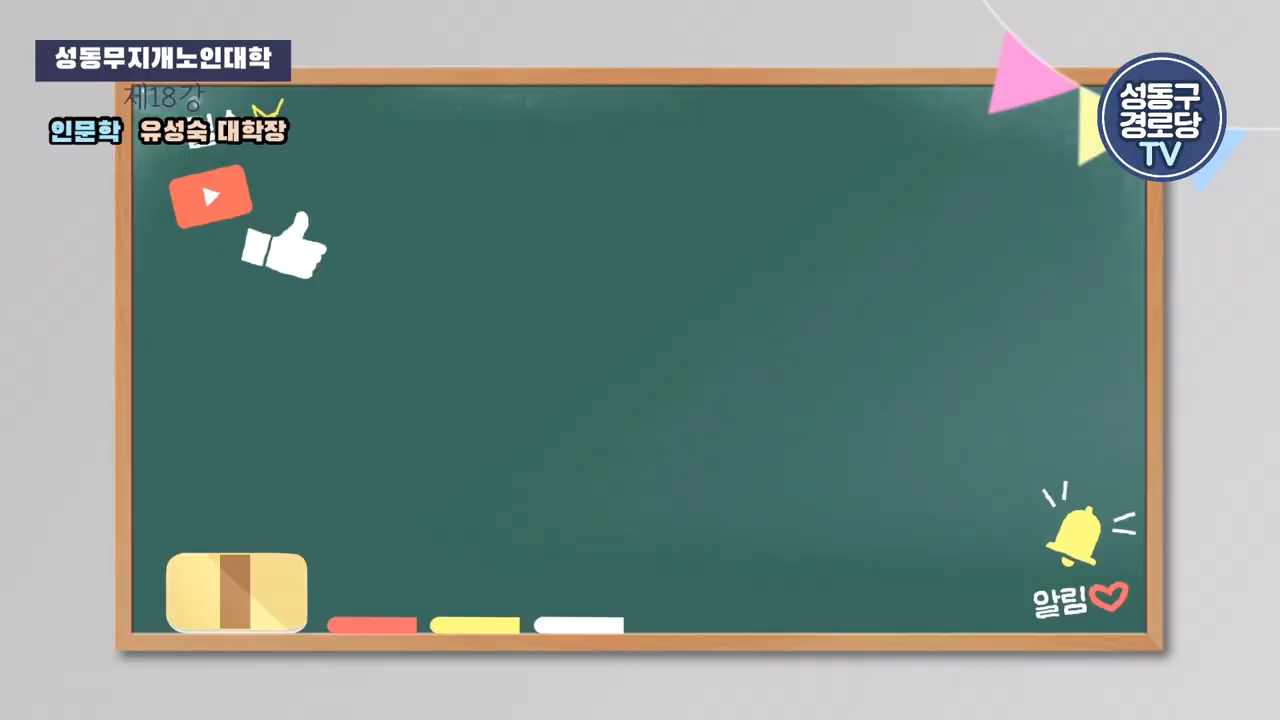 성동무지개노인대학
제18강
인문학 유성숙 대학장
성동구
경로당
TV
알림